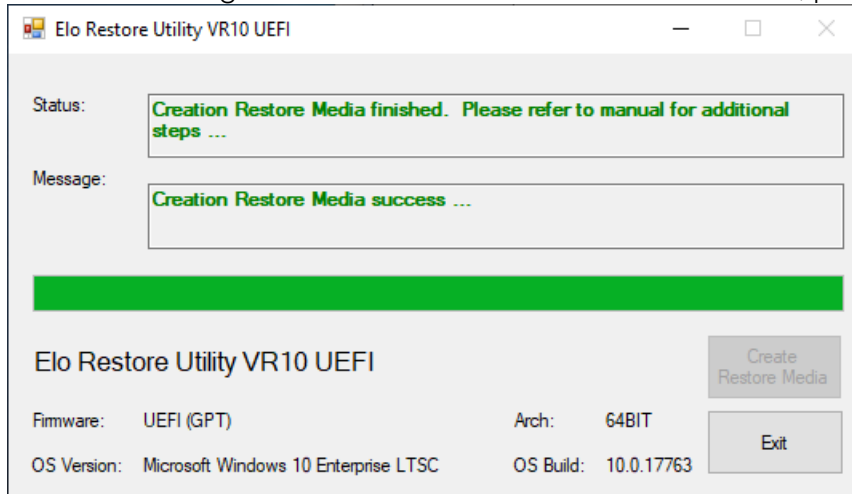 Elo Restore Utility VR10 UEFI
Status:
Creation Restore Media finished. Please refer to manual for additional
steps ...
Message:
Creation Restore Media success ...
Elo Restore Utility VR10 UEFI
Create
Restore Media
Firmware: UEFI (GPT) Arch: 64BIT
Exit
OS Version: Microsoft Windows 10 Enterprise LTSC OS Build: 10.0.17763